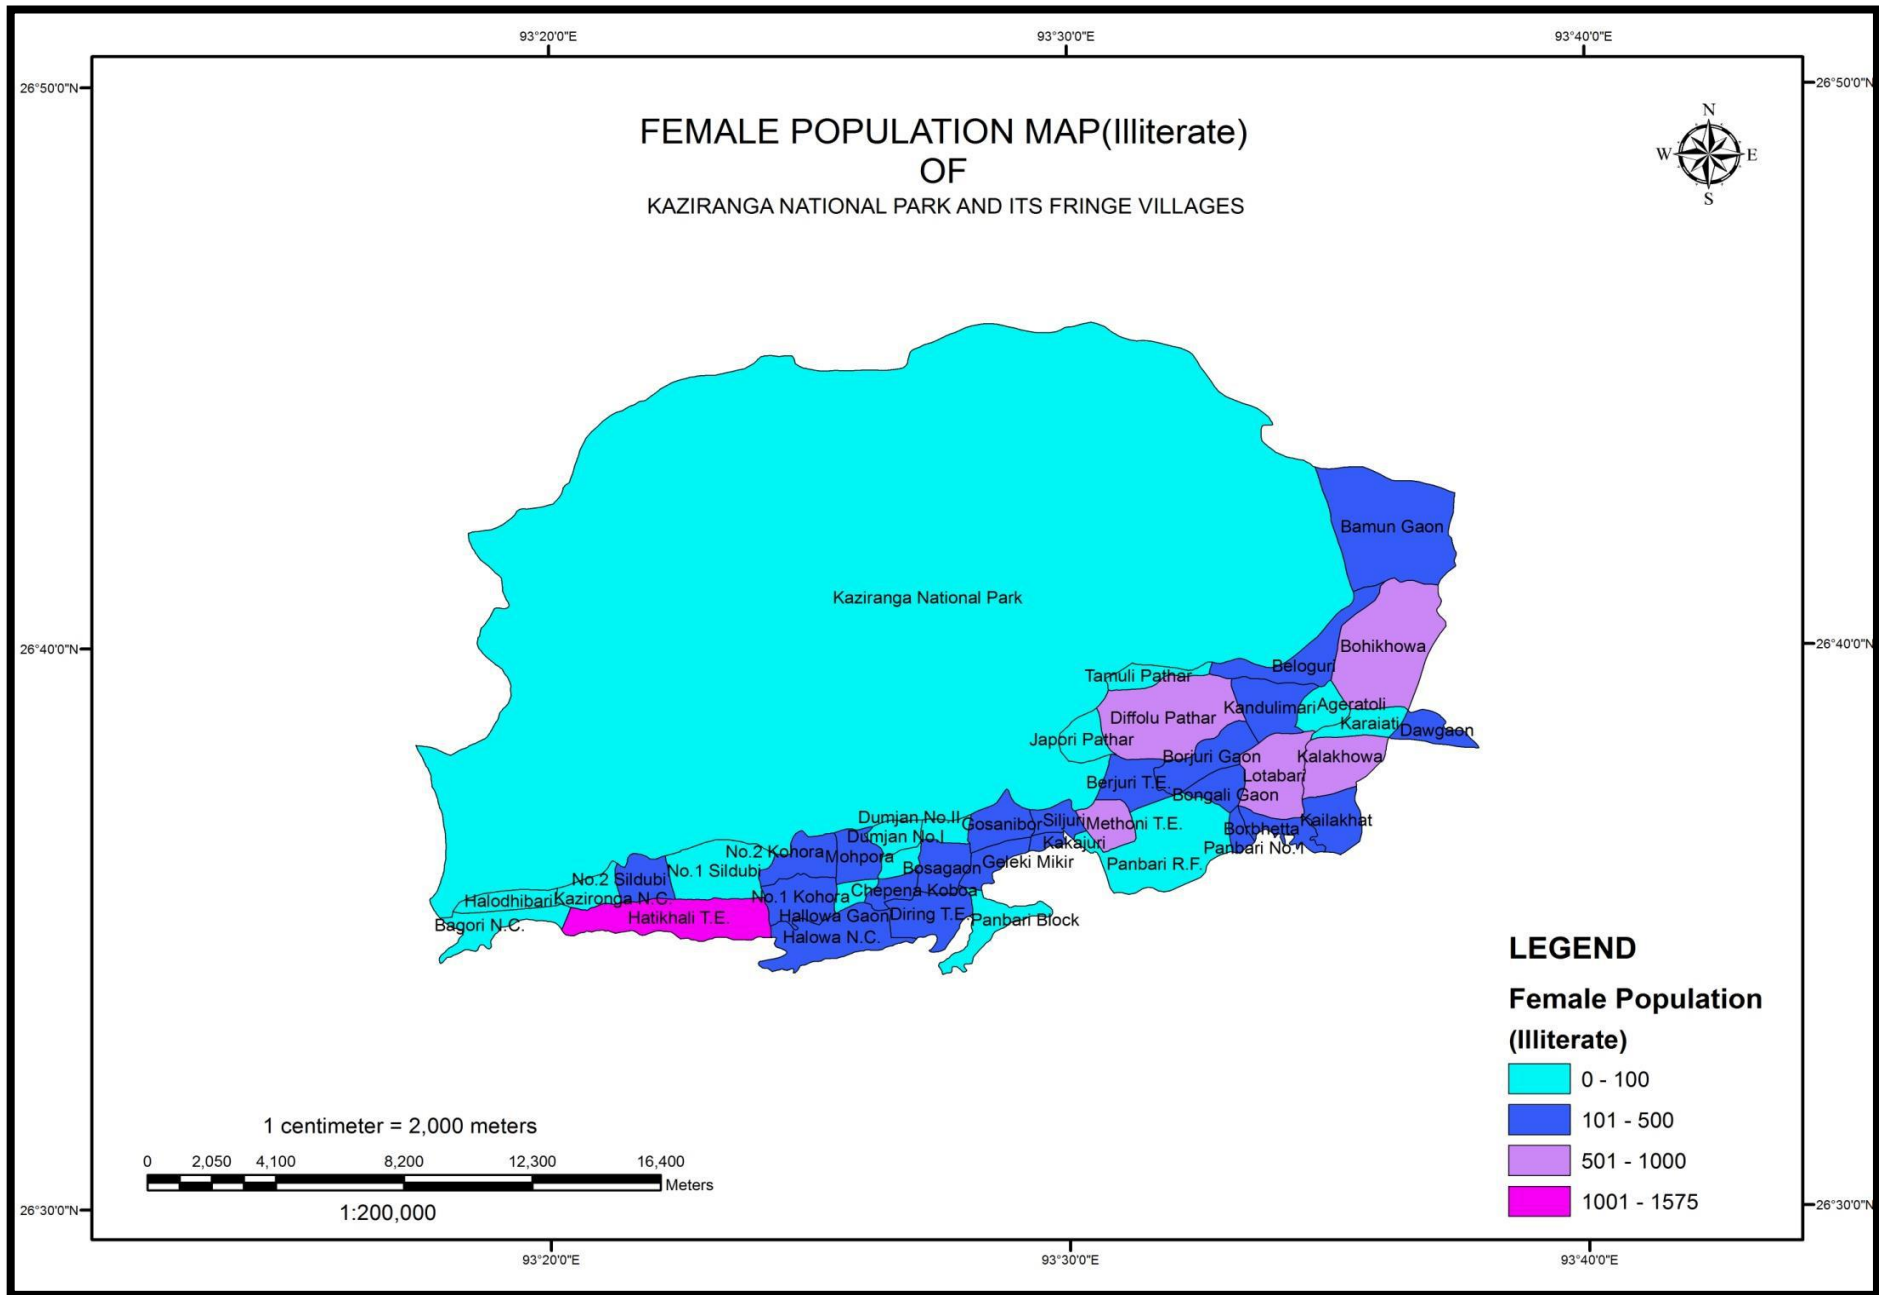 93°20'0"E
93°30'0"E
93°40'0"E
26°50'0"N
26°50'0"N
FEMALE POPULATION MAP(Illiterate)
OF
KAZIRANGA NATIONAL PARK AND ITS FRINGE VILLAGES
N
W
E
S
Bamun Gaon
Kaziranga National Park
26°40'0"N
26°40'0"N
Bohikhowa
Beloguri
Tamuli Pathar
Diffolu Pathar
Kandulimari
Ageratoli
Karaiati
Dawgaon
Japori Pathar
Borjuri Gaon
Kalakhowa
Lotabari
Berjuri T.E.
Bongali Gaon
Dumjan No.II
Gosanibor
Siljuri
Methoni T.E.
Borbhetta
Kailakhat
Dumjan No.I
Kakajuri
Panbari No.1
No.2 Kohora
Mohpora
Geleki Mikir
Panbari R.F.
No.1 Sildubi
Bosagaon
No.2 Sildubi
Chepena Koboa
Halodhibari
Kazironga N.C.
No.1 Kohora
Hatikhali T.E.
Hallowa Gaon
Diring T.E.
Panbari Block
Bagori N.C.
Halowa N.C.
LEGEND
Female Population
(Illiterate)
0 - 100
101 - 500
501 - 1000
1001 - 1575
1 centimeter = 2,000 meters
0 2,050 4,100 8,200 12,300 16,400
Meters
1:200,000
26°30'0"N
26°30'0"N
93°20'0"E
93°30'0"E
93°40'0"E